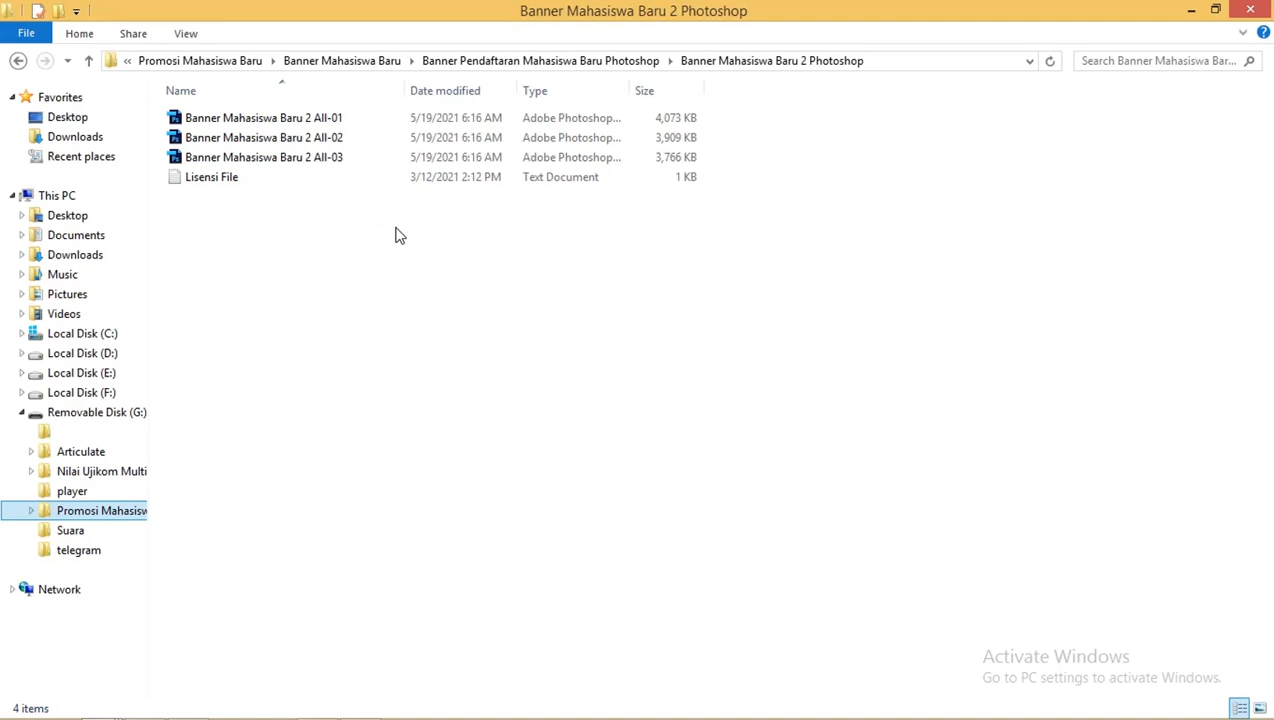 Banner Mahasiswa Baru 2 Photoshop
File Home Share View
« Promosi Mahasiswa Baru Banner Mahasiswa Baru Banner Pendaftaran Mahasiswa Baru Photoshop Banner Mahasiswa Baru 2 Photoshop Search Banner Mahasiswa Bar...
Name Date modified Type Size
Banner Mahasiswa Baru 2 All-01 5/19/2021 6:16 AM Adobe Photoshop... 4,073 KB
Banner Mahasiswa Baru 2 All-02 5/19/2021 6:16 AM Adobe Photoshop... 3,909 KB
Banner Mahasiswa Baru 2 All-03 5/19/2021 6:16 AM Adobe Photoshop... 3,766 KB
Lisensi File 3/12/2021 2:12 PM Text Document 1 KB
Favorites
Desktop
Downloads
Recent places
This PC
Desktop
Documents
Downloads
Music
Pictures
Videos
Local Disk (C:)
Local Disk (D:)
Local Disk (E:)
Local Disk (F:)
Removable Disk (G:)
Articulate
Nilai Ujikom Multi
player
Promosi Mahasisw
Suara
telegram
Network
Activate Windows
Go to PC settings to activate Windows.
4 items